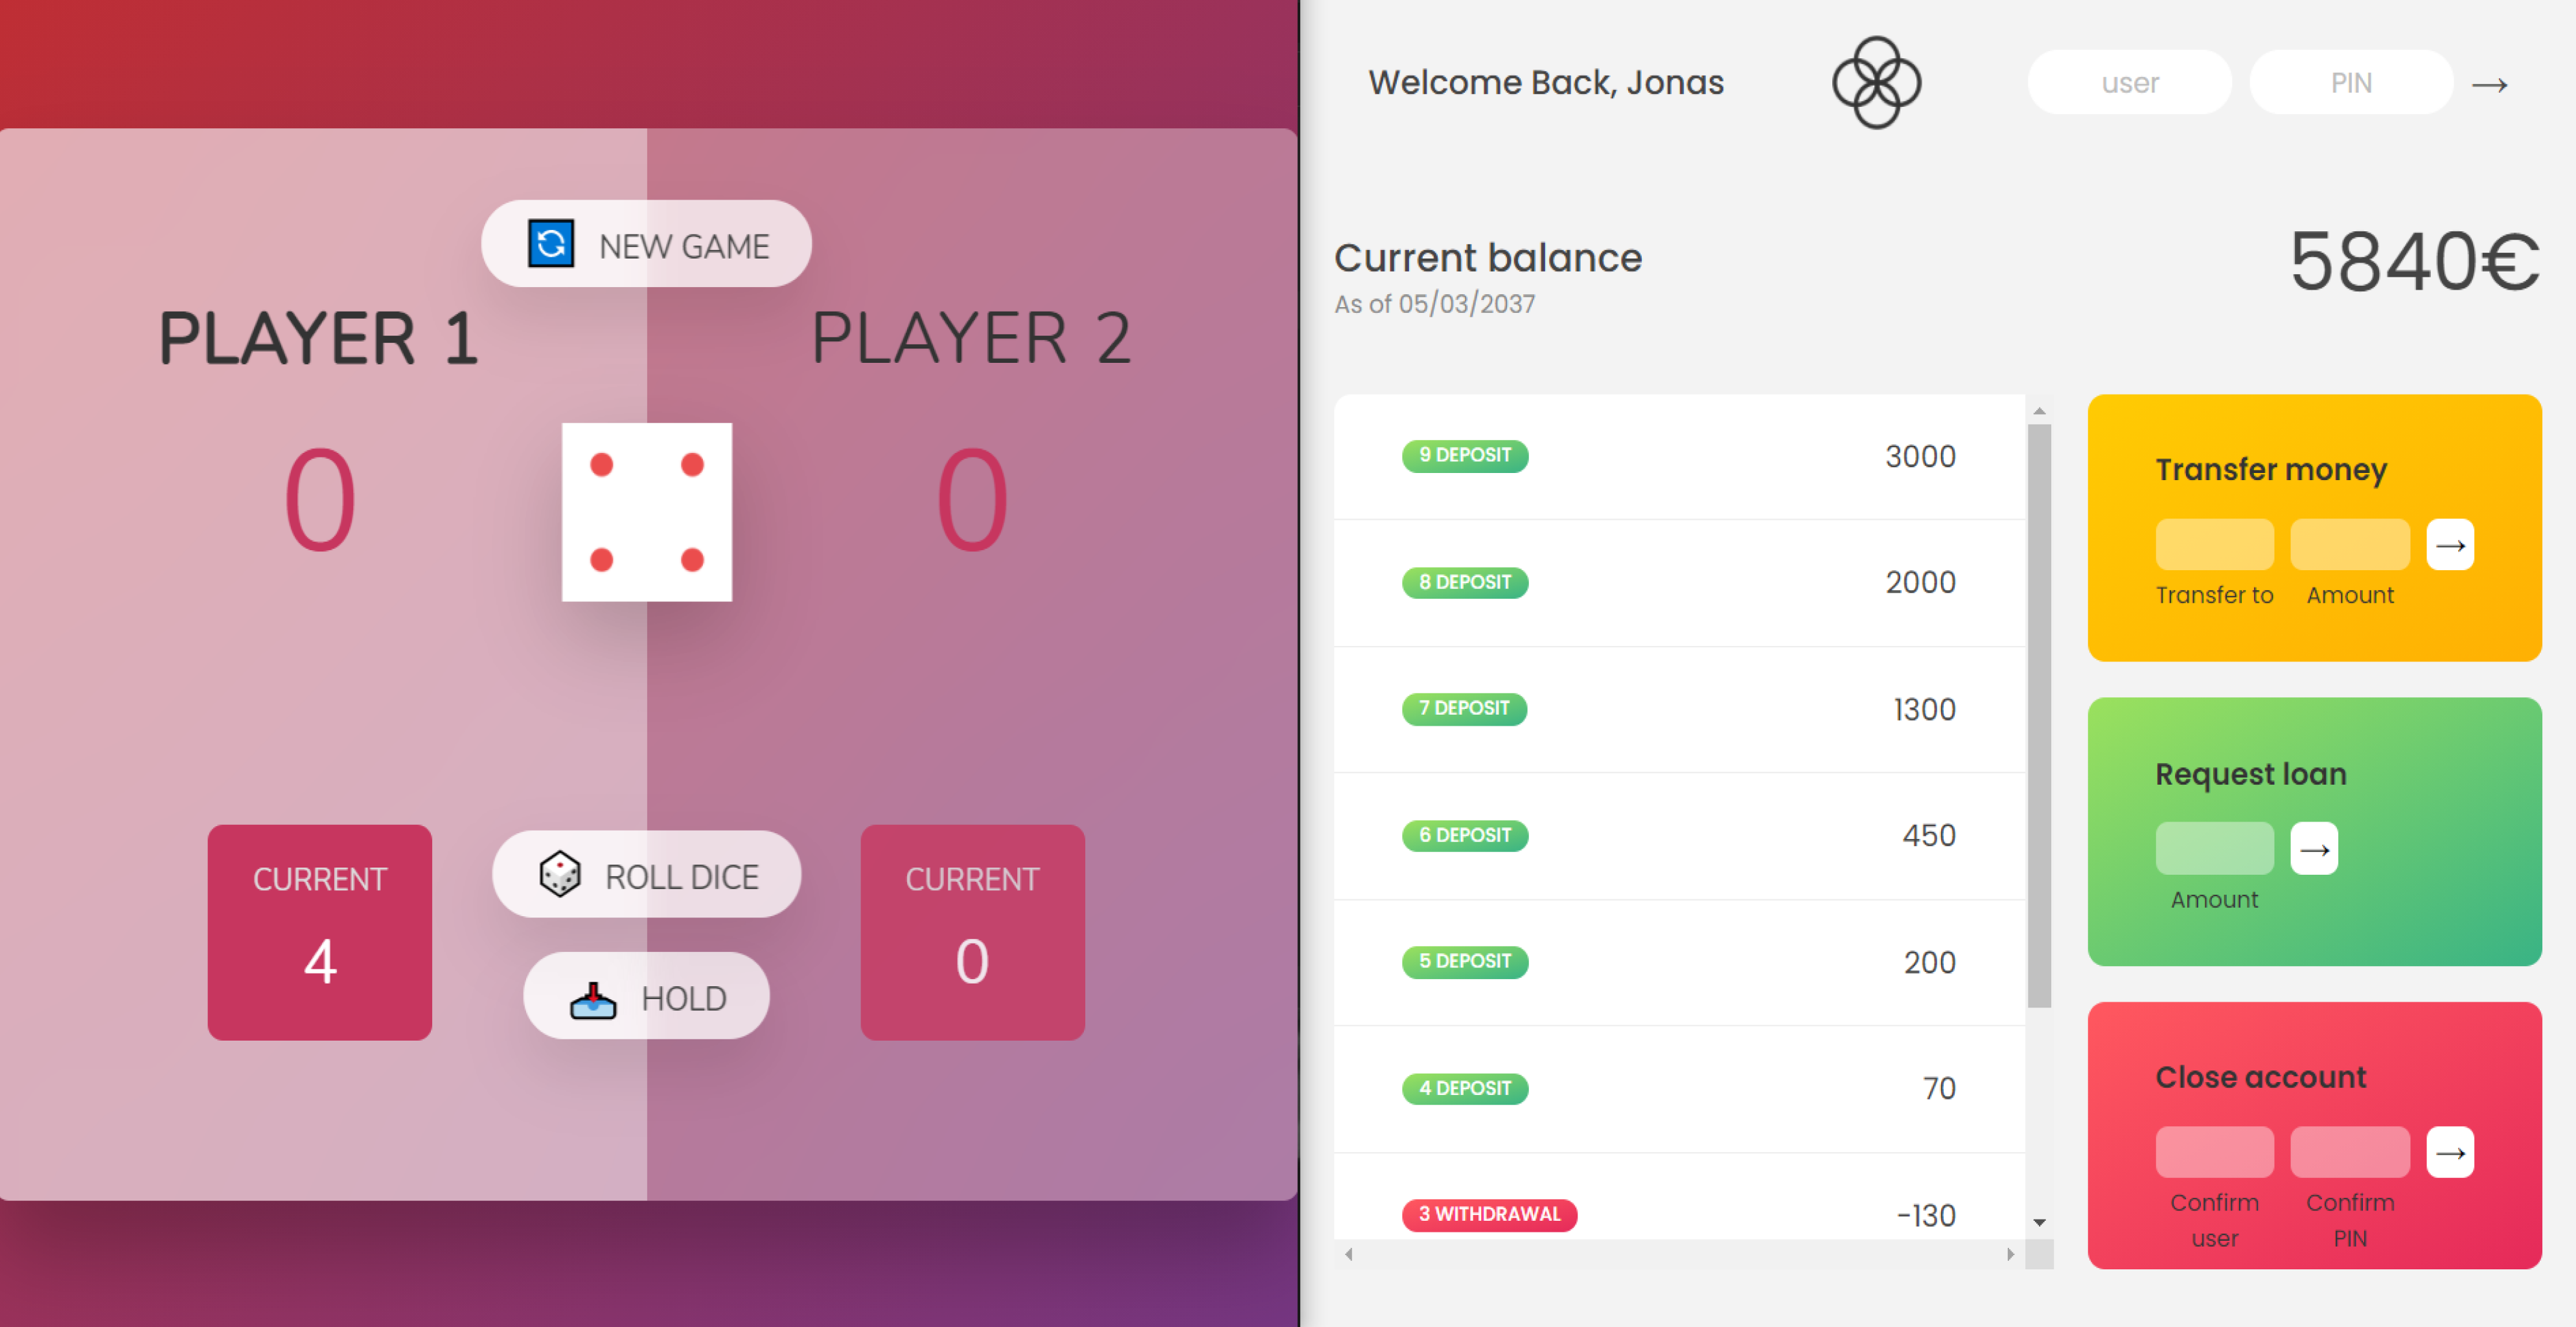 NEW GAME
PLAYER 1
PLAYER 2
0
0
CURRENT
4
ROLL DICE
HOLD
CURRENT
0
Welcome Back, Jonas
user
PIN
→
Current balance
As of 05/03/2037
5840€
9 DEPOSIT 3000
8 DEPOSIT 2000
7 DEPOSIT 1300
6 DEPOSIT 450
5 DEPOSIT 200
4 DEPOSIT 70
3 WITHDRAWAL -130
Transfer money
→
Transfer to Amount
Request loan
→
Amount
Close account
→
Confirm
user
Confirm
PIN